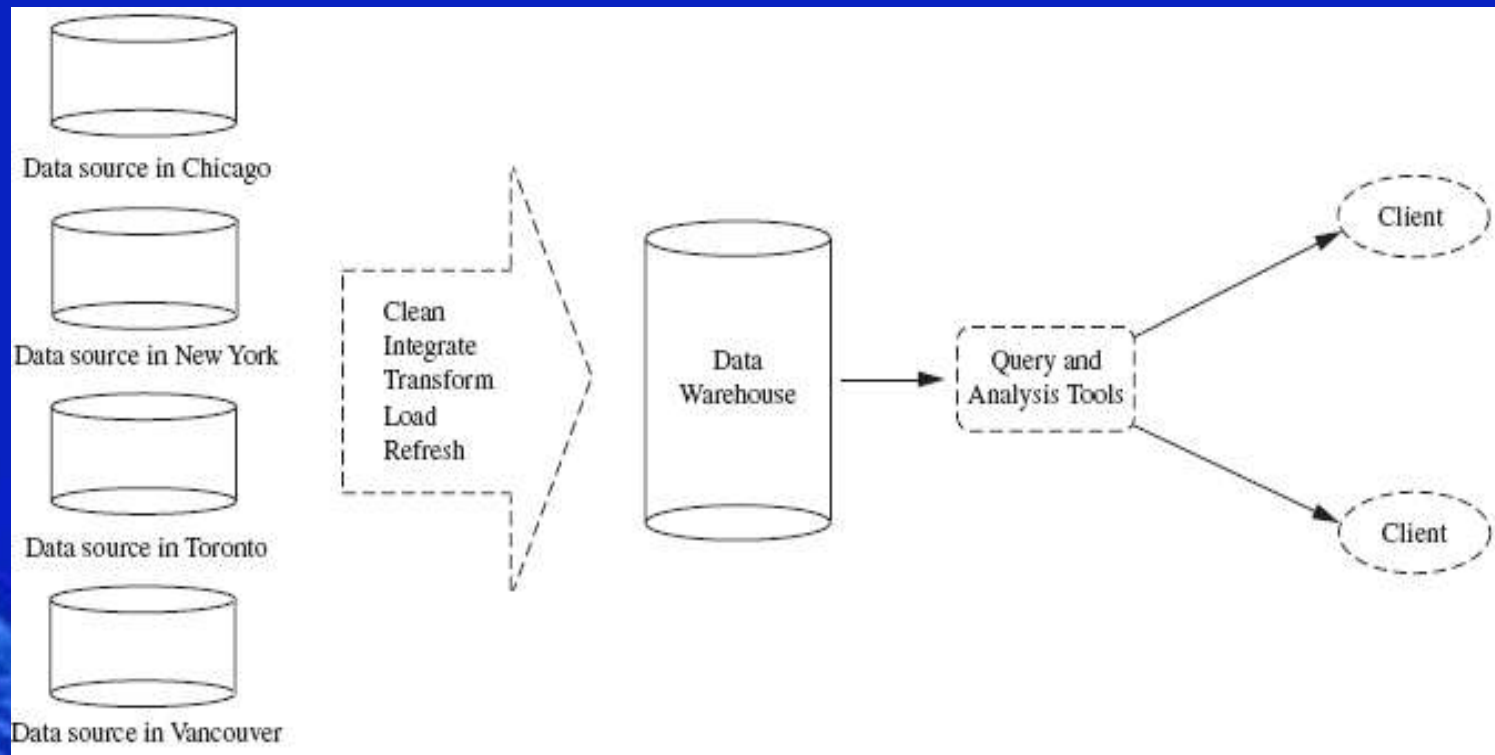 Data source in Chicago
Data source in New York
Data source in Toronto
Data source in Vancouver
Clean
Integrate
Transform
Load
Refresh
Data
Warehouse
Query and
Analysis Tools
Client
Client